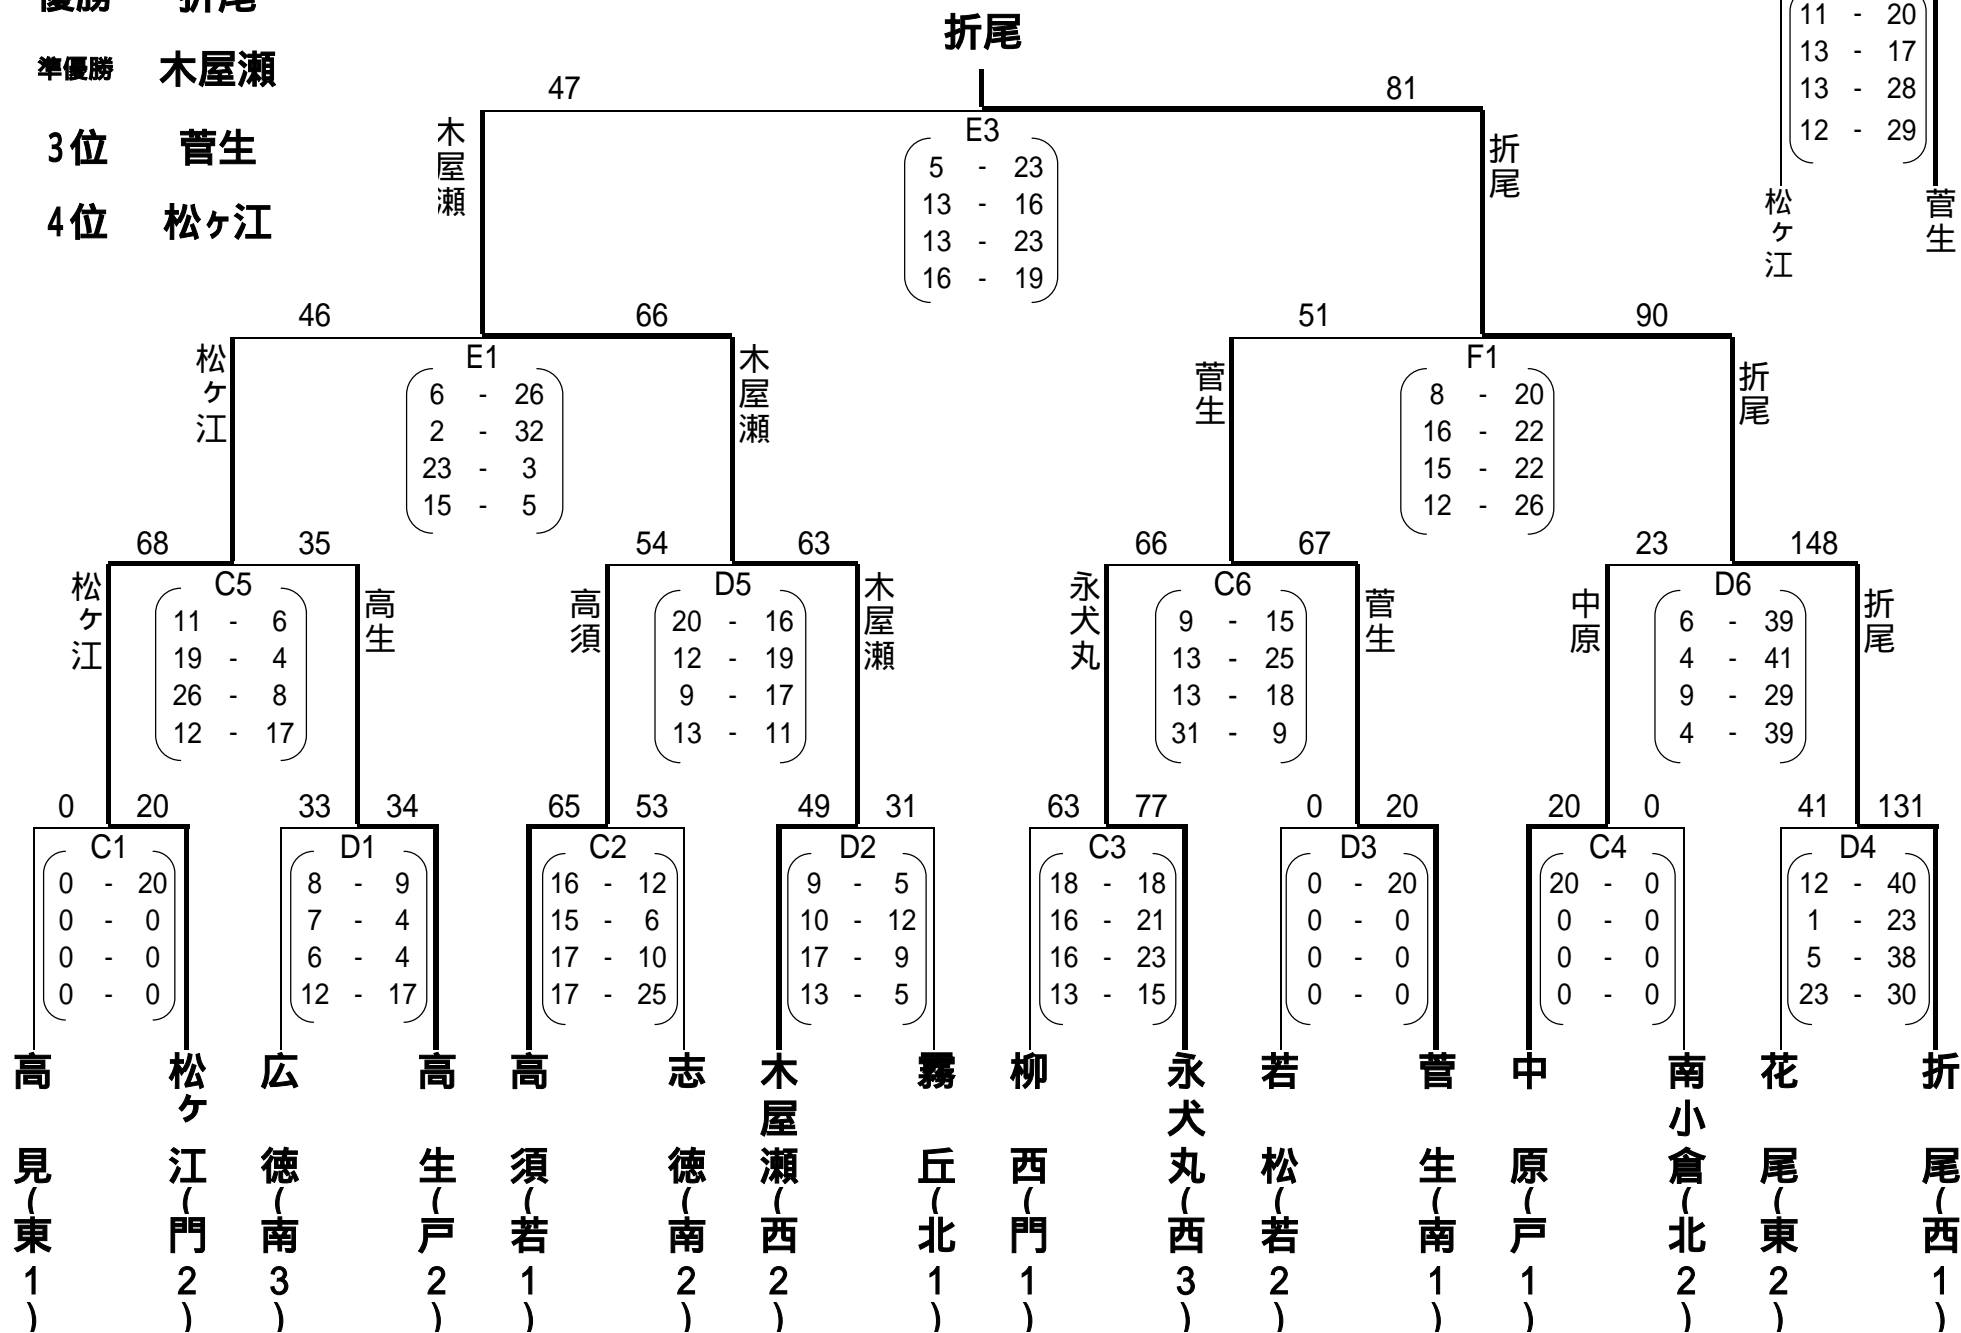 優勝 折尾
準優勝 木屋瀬
3位 菅生
4位 松ヶ江
折尾
11 - 20
13 - 17
13 - 28
12 - 29
松ヶ江 菅生
47 81
木屋瀬 折尾
E3
5 - 23
13 - 16
13 - 23
16 - 19
46 66
松ヶ江 木屋瀬
E1
6 - 26
2 - 32
23 - 3
15 - 5
51 90
菅生 折尾
F1
8 - 20
16 - 22
15 - 22
12 - 26
68 35
松ヶ江 高生
C5
11 - 6
19 - 4
26 - 8
12 - 17
54 63
高須 木屋瀬
D5
20 - 16
12 - 19
9 - 17
13 - 11
66 67
永犬丸 菅生
C6
9 - 15
13 - 25
13 - 18
31 - 9
23 148
中原 折尾
D6
6 - 39
4 - 41
9 - 29
4 - 39
0 20
C1
0 - 20
0 - 0
0 - 0
0 - 0
33 34
D1
8 - 9
7 - 4
6 - 4
12 - 17
65 53
C2
16 - 12
15 - 6
17 - 10
17 - 25
49 31
D2
9 - 5
10 - 12
17 - 9
13 - 5
63 77
C3
18 - 18
16 - 21
16 - 23
13 - 15
0 20
D3
0 - 20
0 - 0
0 - 0
0 - 0
20 0
C4
20 - 0
0 - 0
0 - 0
0 - 0
41 131
D4
12 - 40
1 - 23
5 - 38
23 - 30
高見(東1)
松ヶ江(門2)
広徳(南3)
高生(戸2)
高須(若1)
志徳(南2)
木屋瀬(西2)
霧丘(北1)
柳西(門1)
永犬丸(西3)
若松(若2)
菅生(南1)
中原(戸1)
南小倉(北2)
花尾(東2)
折尾(西1)